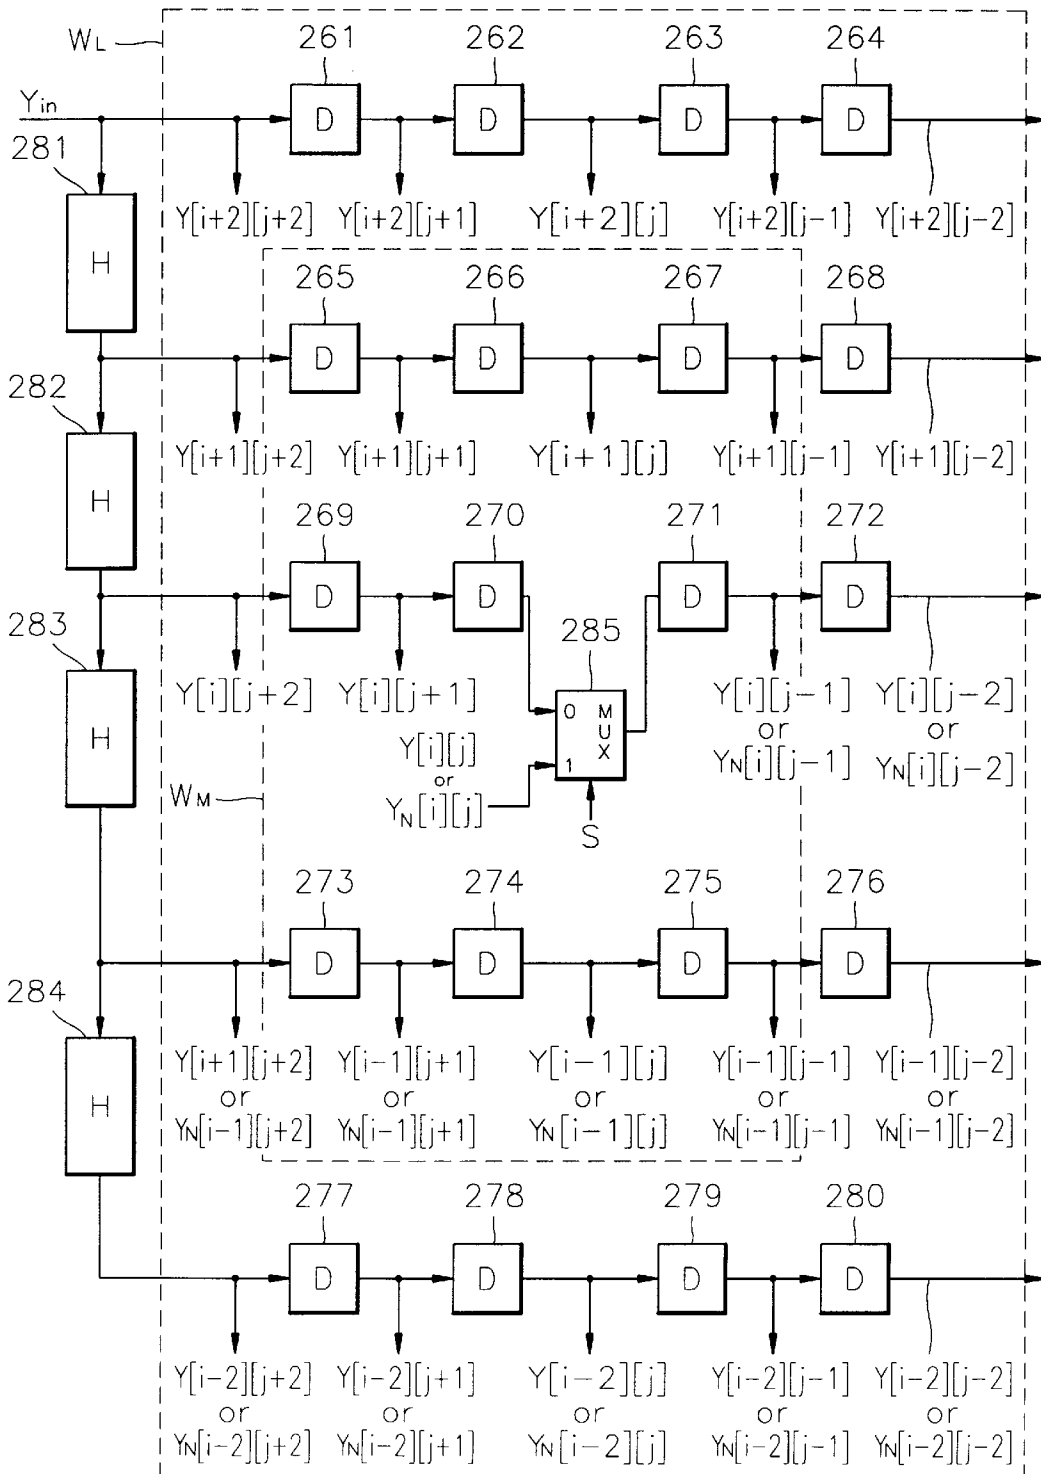 WL
261 262 263 264
Yin
D D D D
281
H
Y[i+2][j+2] Y[i+2][j+1] Y[i+2][j] Y[i+2][j-1] Y[i+2][j-2]
265 266 267 268
D D D D
282
H
Y[i+1][j+2] Y[i+1][j+1] Y[i+1][j] Y[i+1][j-1] Y[i+1][j-2]
269 270 271 272
D D D D
283
H
285
Y[i][j+2] Y[i][j+1] Y[i][j-1] Y[i][j-2]
or or
YN[i][j-1] YN[i][j-2]
0 MUX
1
Y[i][j]
or
YN[i][j]
WM
S
273 274 275 276
D D D D
284
H
Y[i+1][j+2] Y[i-1][j+1] Y[i-1][j] Y[i-1][j-1] Y[i-1][j-2]
or or or or or
YN[i-1][j+2] YN[i-1][j+1] YN[i-1][j] YN[i-1][j-1] YN[i-1][j-2]
277 278 279 280
D D D D
Y[i-2][j+2] Y[i-2][j+1] Y[i-2][j] Y[i-2][j-1] Y[i-2][j-2]
or or or or or
YN[i-2][j+2] YN[i-2][j+1] YN[i-2][j] YN[i-2][j-1] YN[i-2][j-2]